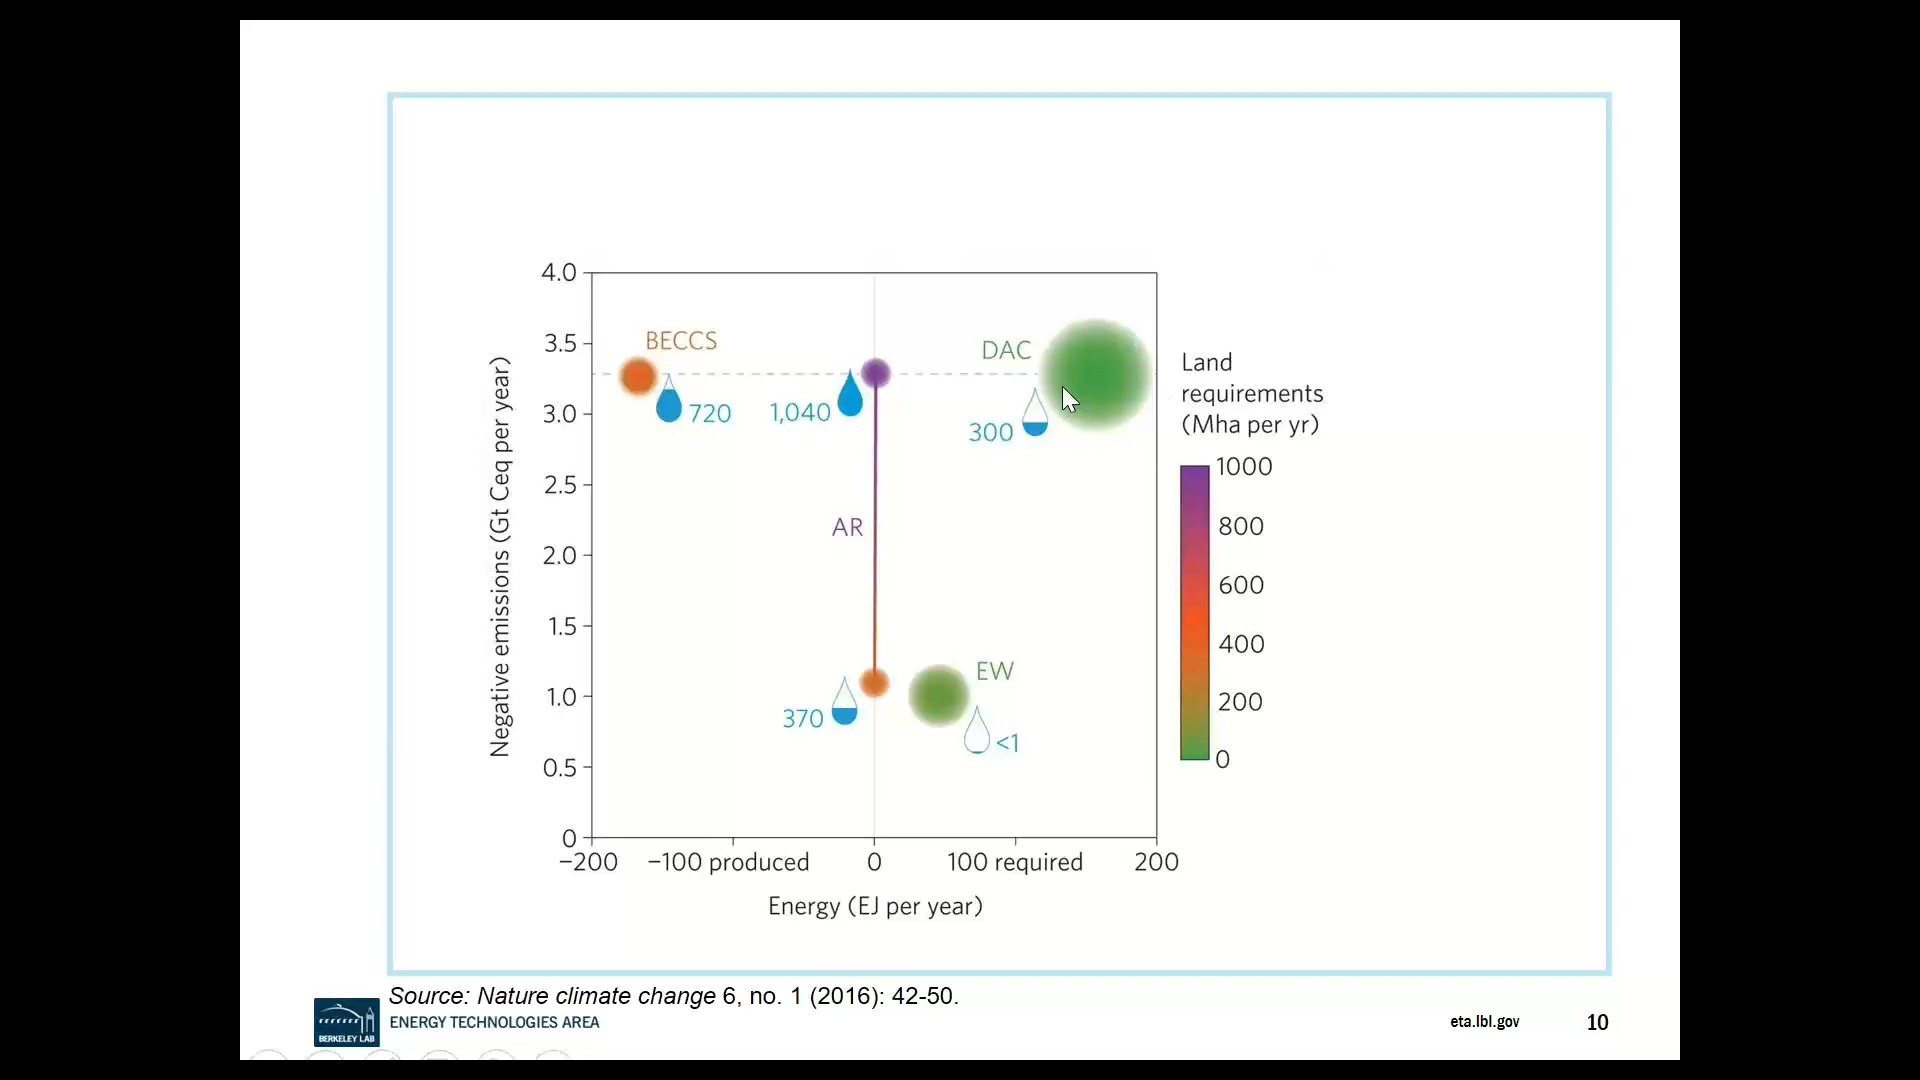 4.0
3.5
3.0
2.5
2.0
1.5
1.0
0.5
0
Negative emissions (Gt Ceq per year)
BECCS
720
1,040
DAC
300
AR
370
EW
<1
−200
−100 produced
0
100 required
200
Energy (EJ per year)
Land
requirements
(Mha per yr)
1000
800
600
400
200
0
Source: Nature climate change 6, no. 1 (2016): 42-50.
BERKELEY LAB
ENERGY TECHNOLOGIES AREA
eta.lbl.gov
10